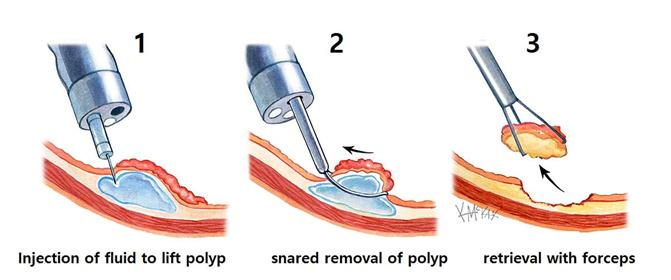 1
2
3
Injection of fluid to lift polyp
snared removal of polyp
retrieval with forceps